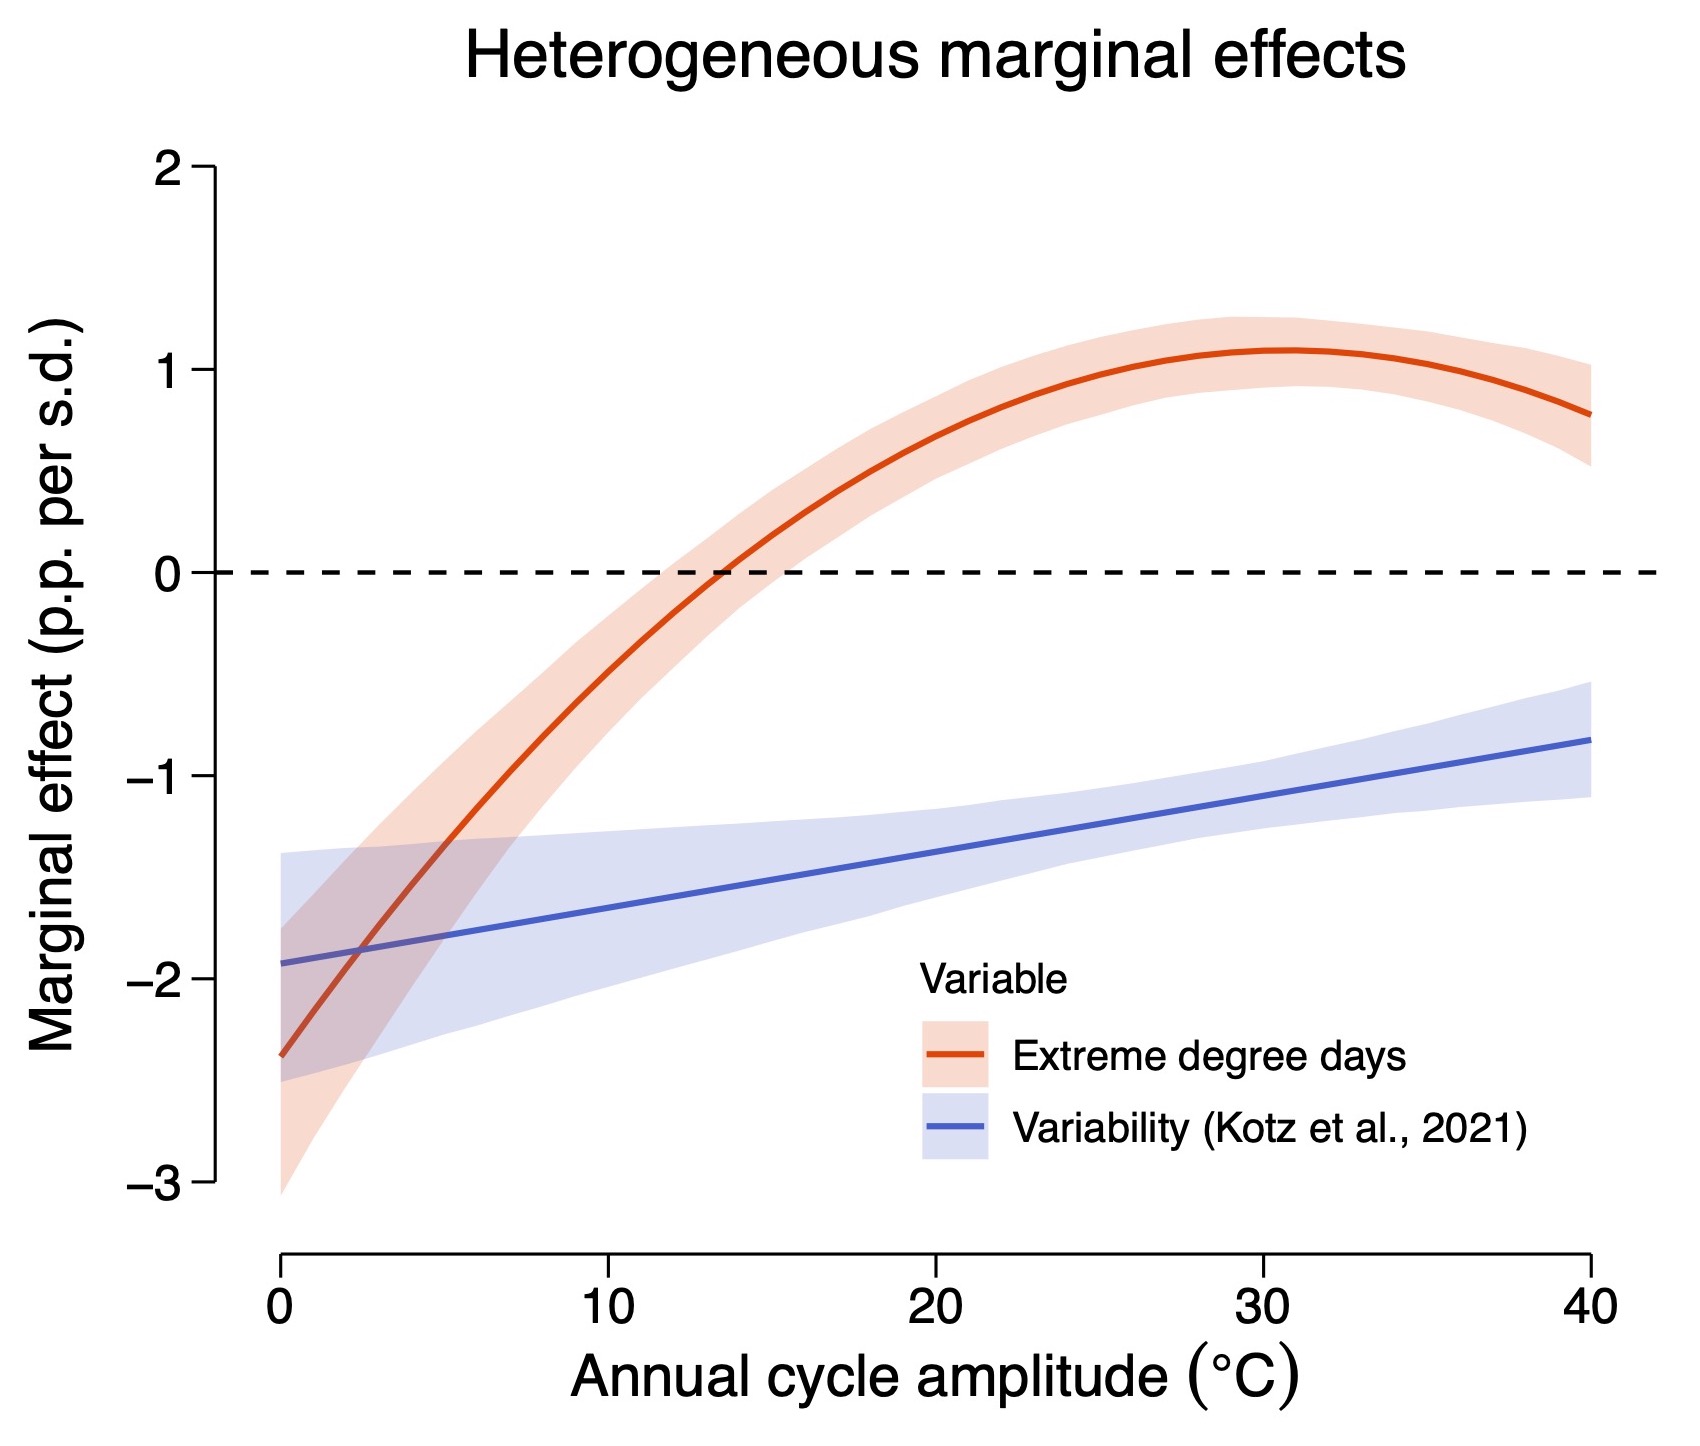 Heterogeneous marginal effects
Marginal effect (p.p. per s.d.)
2
1
0
−1
−2
−3
Variable
Extreme degree days
Variability (Kotz et al., 2021)
0 10 20 30 40
Annual cycle amplitude (°C)